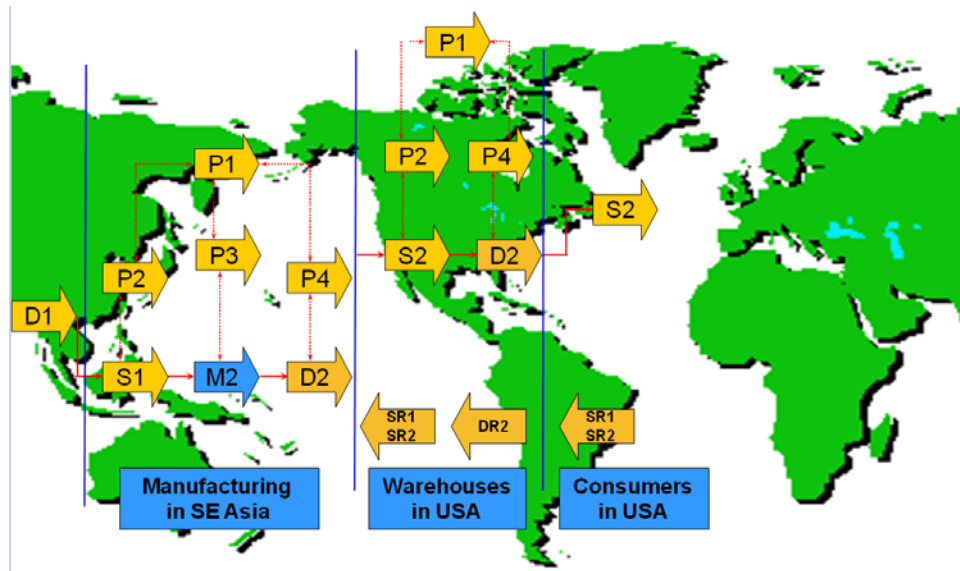 P1
P1
P2
P4
S2
P3
P2
P4
S2
D2
D1
S1
M2
D2
SR1
SR2
DR2
SR1
SR2
Manufacturing
in SE Asia
Warehouses
in USA
Consumers
in USA